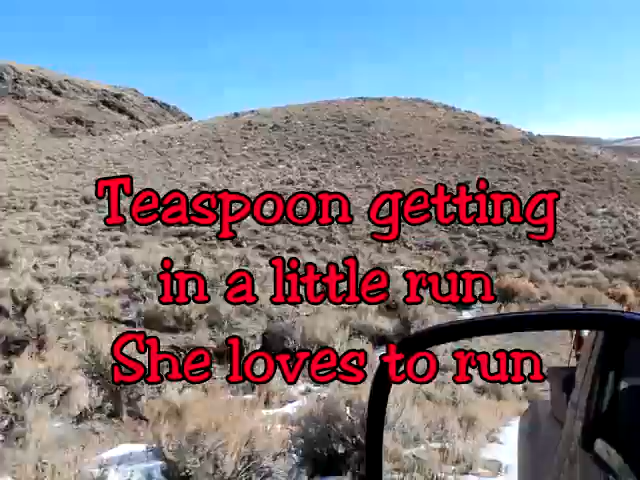 Teaspoon getting
in a little run
She loves to run